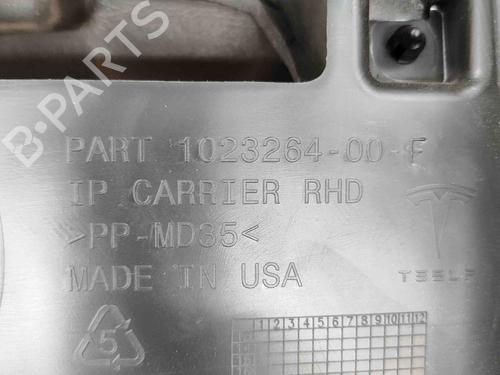 B-PARTS
PART 1023264-00-F
IP CARRIER RHD
>PP-MD35<
MADE IN USA
TESLA
5
1 2 3 4 5 6 7 8 9 10 11 12